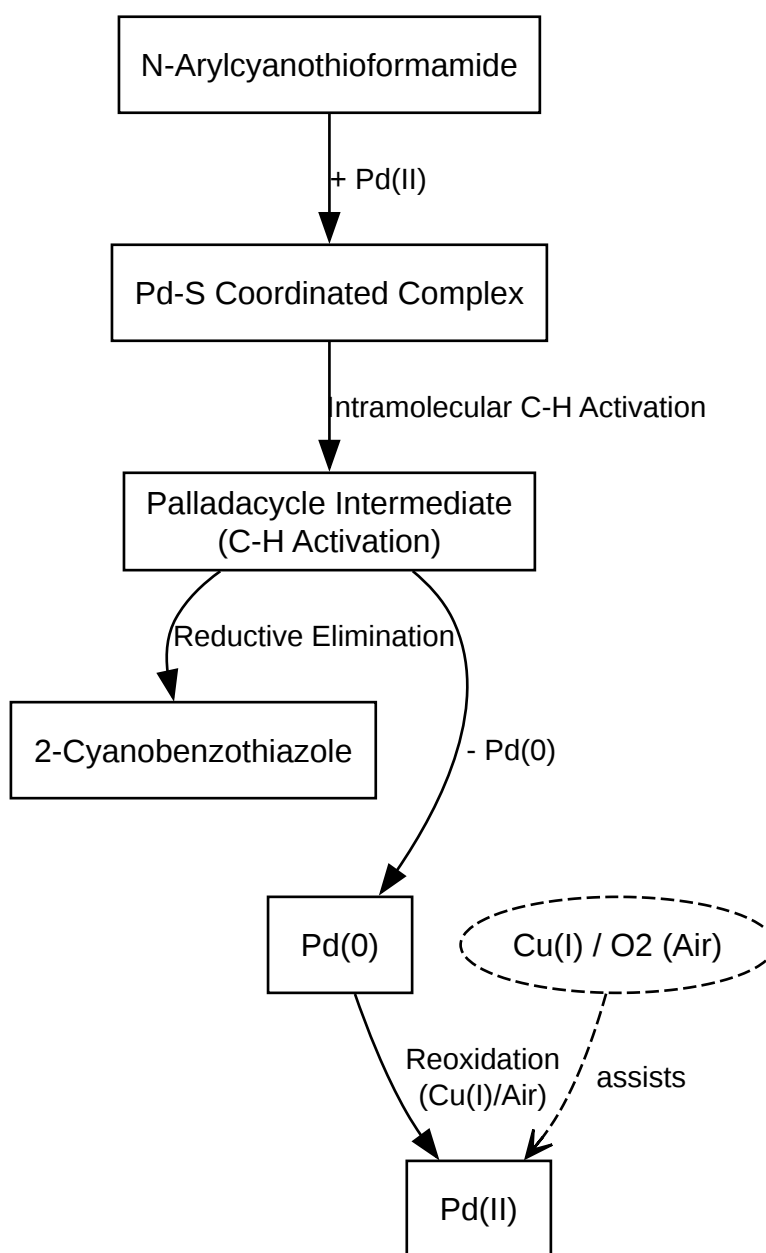 N-Arylcyanothioformamide
+ Pd(II)
Pd-S Coordinated Complex
Intramolecular C-H Activation
Palladacycle Intermediate
(C-H Activation)
Reductive Elimination
2-Cyanobenzothiazole
- Pd(0)
Pd(0)
Cu(I) / O2 (Air)
Reoxidation
(Cu(I)/Air)
assists
Pd(II)